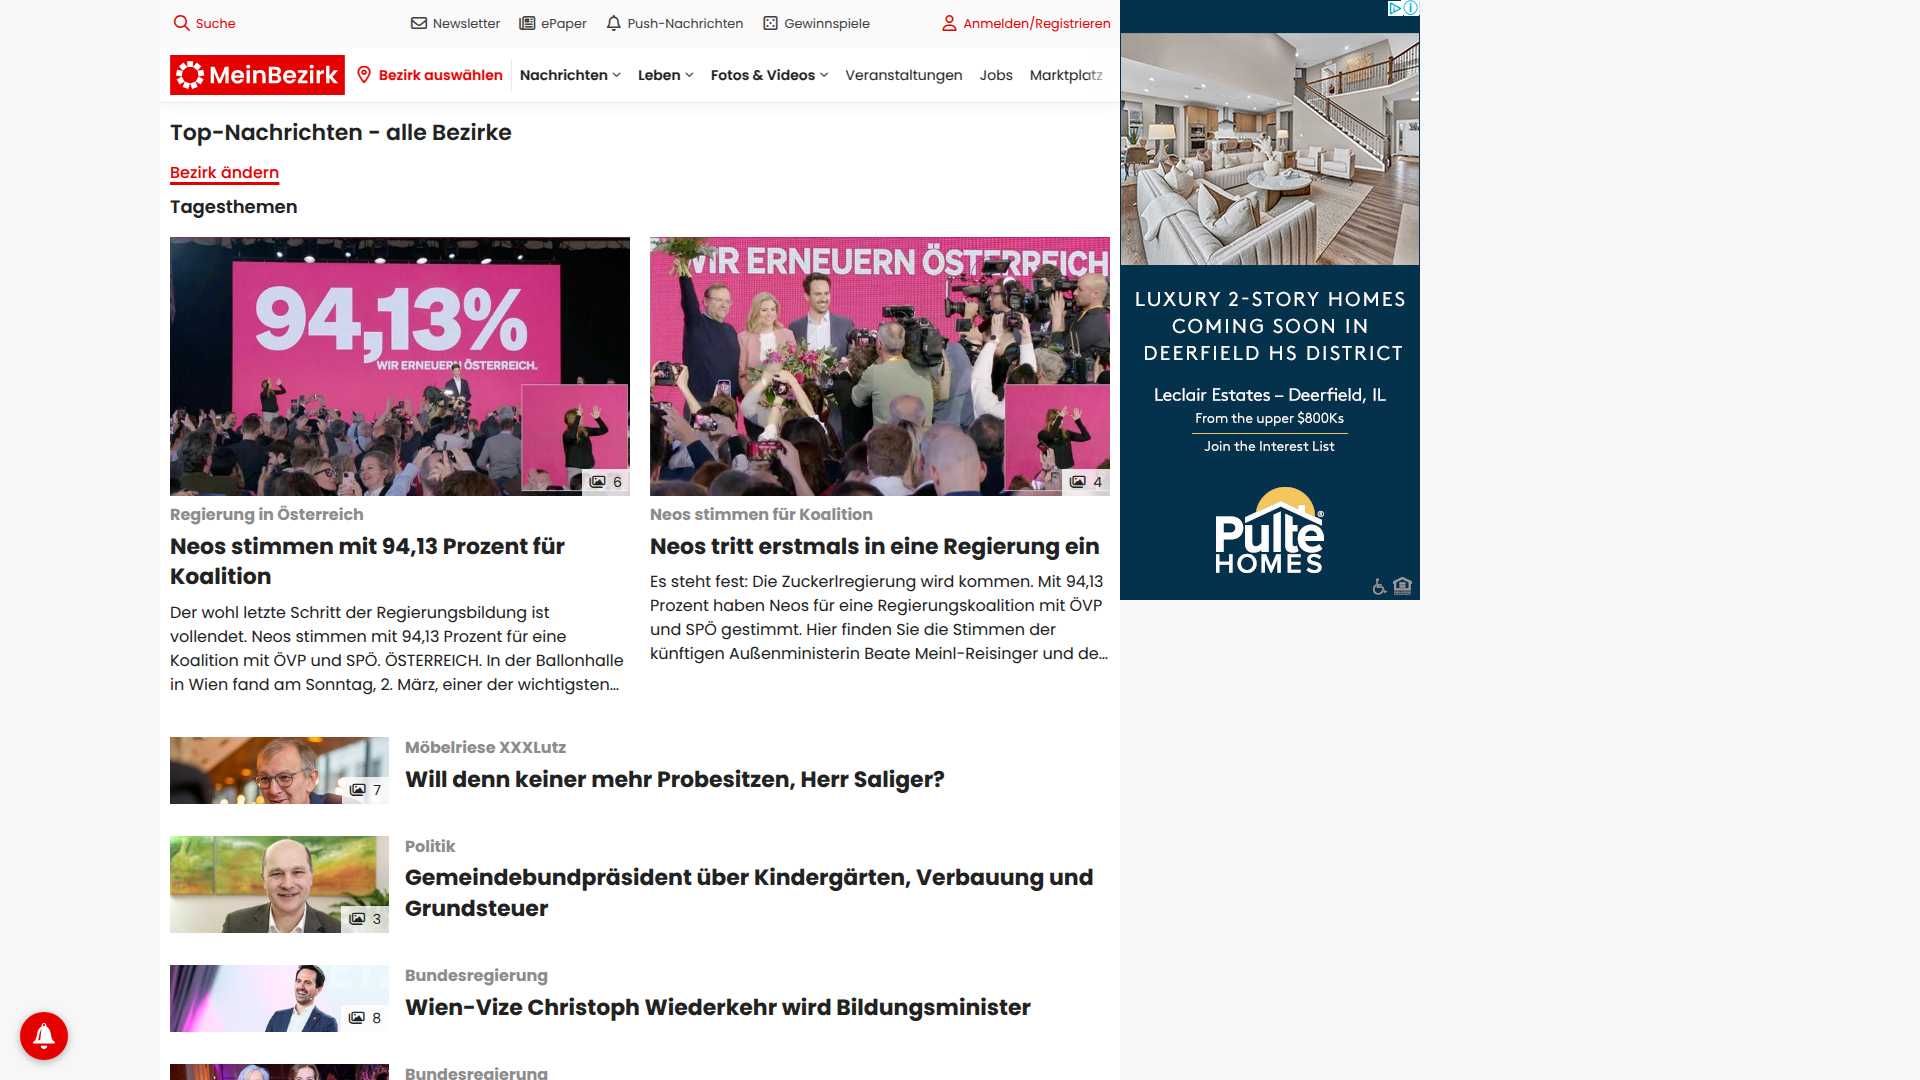 Suche
Newsletter
ePaper
Push-Nachrichten
Gewinnspiele
Anmelden/Registrieren
MeinBezirk
Bezirk auswählen
Nachrichten
Leben
Fotos & Videos
Veranstaltungen
Jobs
Marktplatz
Top-Nachrichten - alle Bezirke
Bezirk ändern
Tagesthemen
94,13%
WIR ERNEUERN ÖSTERREICH.
6
Regierung in Österreich
Neos stimmen mit 94,13 Prozent für
Koalition
Der wohl letzte Schritt der Regierungsbildung ist
vollendet. Neos stimmen mit 94,13 Prozent für eine
Koalition mit ÖVP und SPÖ. ÖSTERREICH. In der Ballonhalle
in Wien fand am Sonntag, 2. März, einer der wichtigsten...
WIR ERNEUERN ÖSTERREICH
4
Neos stimmen für Koalition
Neos tritt erstmals in eine Regierung ein
Es steht fest: Die Zuckerlregierung wird kommen. Mit 94,13
Prozent haben Neos für eine Regierungskoalition mit ÖVP
und SPÖ gestimmt. Hier finden Sie die Stimmen der
künftigen Außenministerin Beate Meinl-Reisinger und de...
7
Möbelriese XXXLutz
Will denn keiner mehr Probesitzen, Herr Saliger?
3
Politik
Gemeindebundpräsident über Kindergärten, Verbauung und
Grundsteuer
8
Bundesregierung
Wien-Vize Christoph Wiederkehr wird Bildungsminister
Bundesregierung
LUXURY 2-STORY HOMES
COMING SOON IN
DEERFIELD HS DISTRICT
Leclair Estates – Deerfield, IL
From the upper $800Ks
Join the Interest List
Pulte®
HOMES